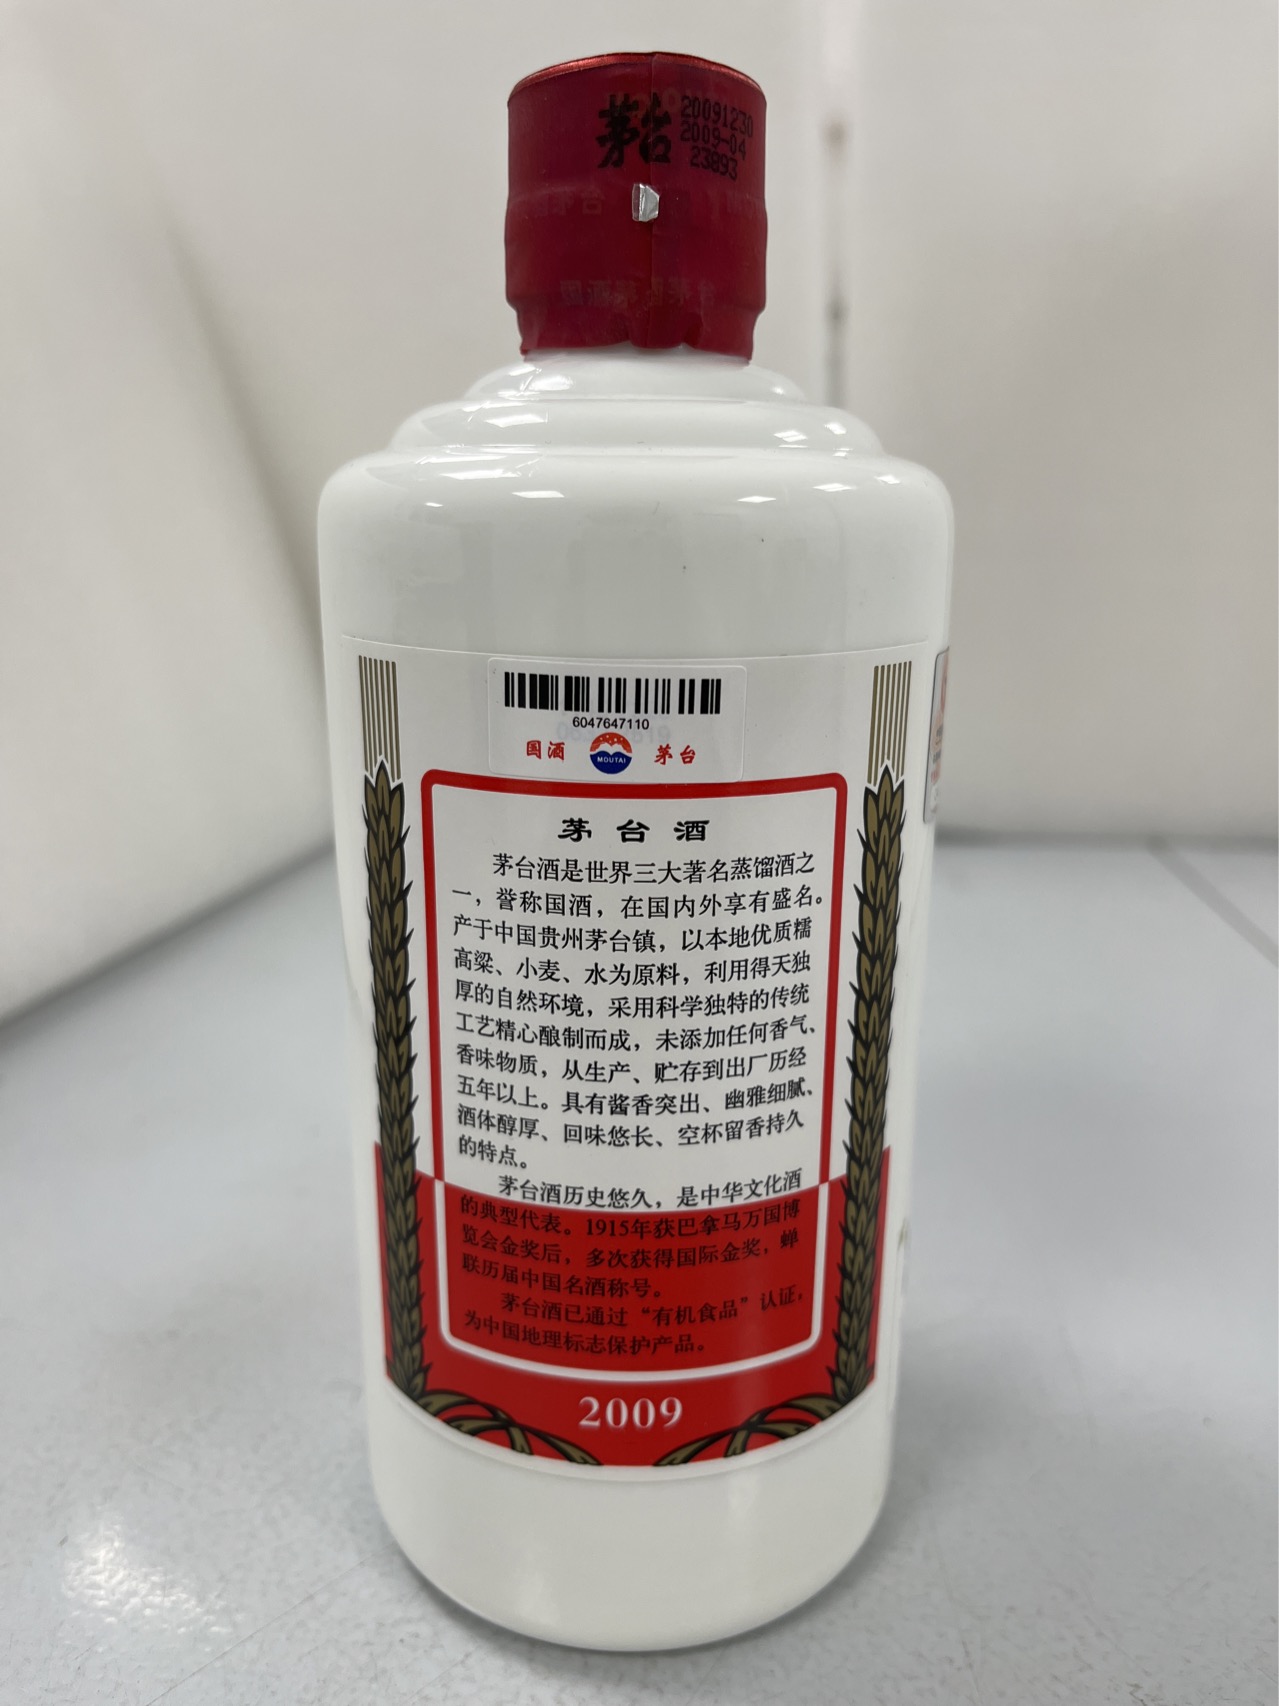 茅台
20091230
2009-04
23893
国酒茅台茅台
6047647110
国酒
MOUTAI
茅台
茅台酒
茅台酒是世界三大著名蒸馏酒之
一，誉称国酒，在国内外享有盛名。
产于中国贵州茅台镇，以本地优质糯
高粱、小麦、水为原料，利用得天独
厚的自然环境，采用科学独特的传统
工艺精心酿制而成，未添加任何香气、
香味物质，从生产、贮存到出厂历经
五年以上。具有酱香突出、幽雅细腻、
酒体醇厚、回味悠长、空杯留香持久
的特点。
茅台酒历史悠久，是中华文化酒
的典型代表。1915年获巴拿马万国博
览会金奖后，多次获得国际金奖，蝉
联历届中国名酒称号。
茅台酒已通过“有机食品”认证，
为中国地理标志保护产品。
2009